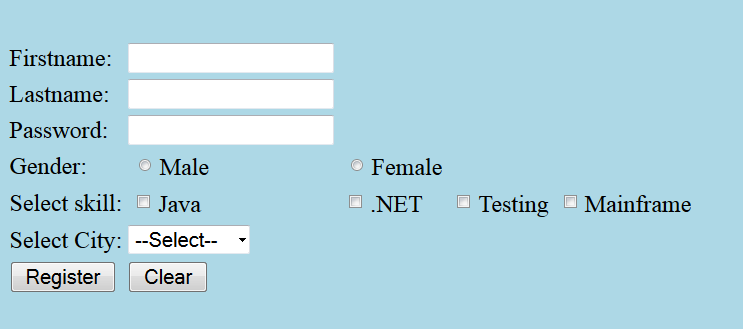 Firstname:
Lastname:
Password:
Gender: Male Female
Select skill: Java .NET Testing Mainframe
Select City: --Select--
Register Clear